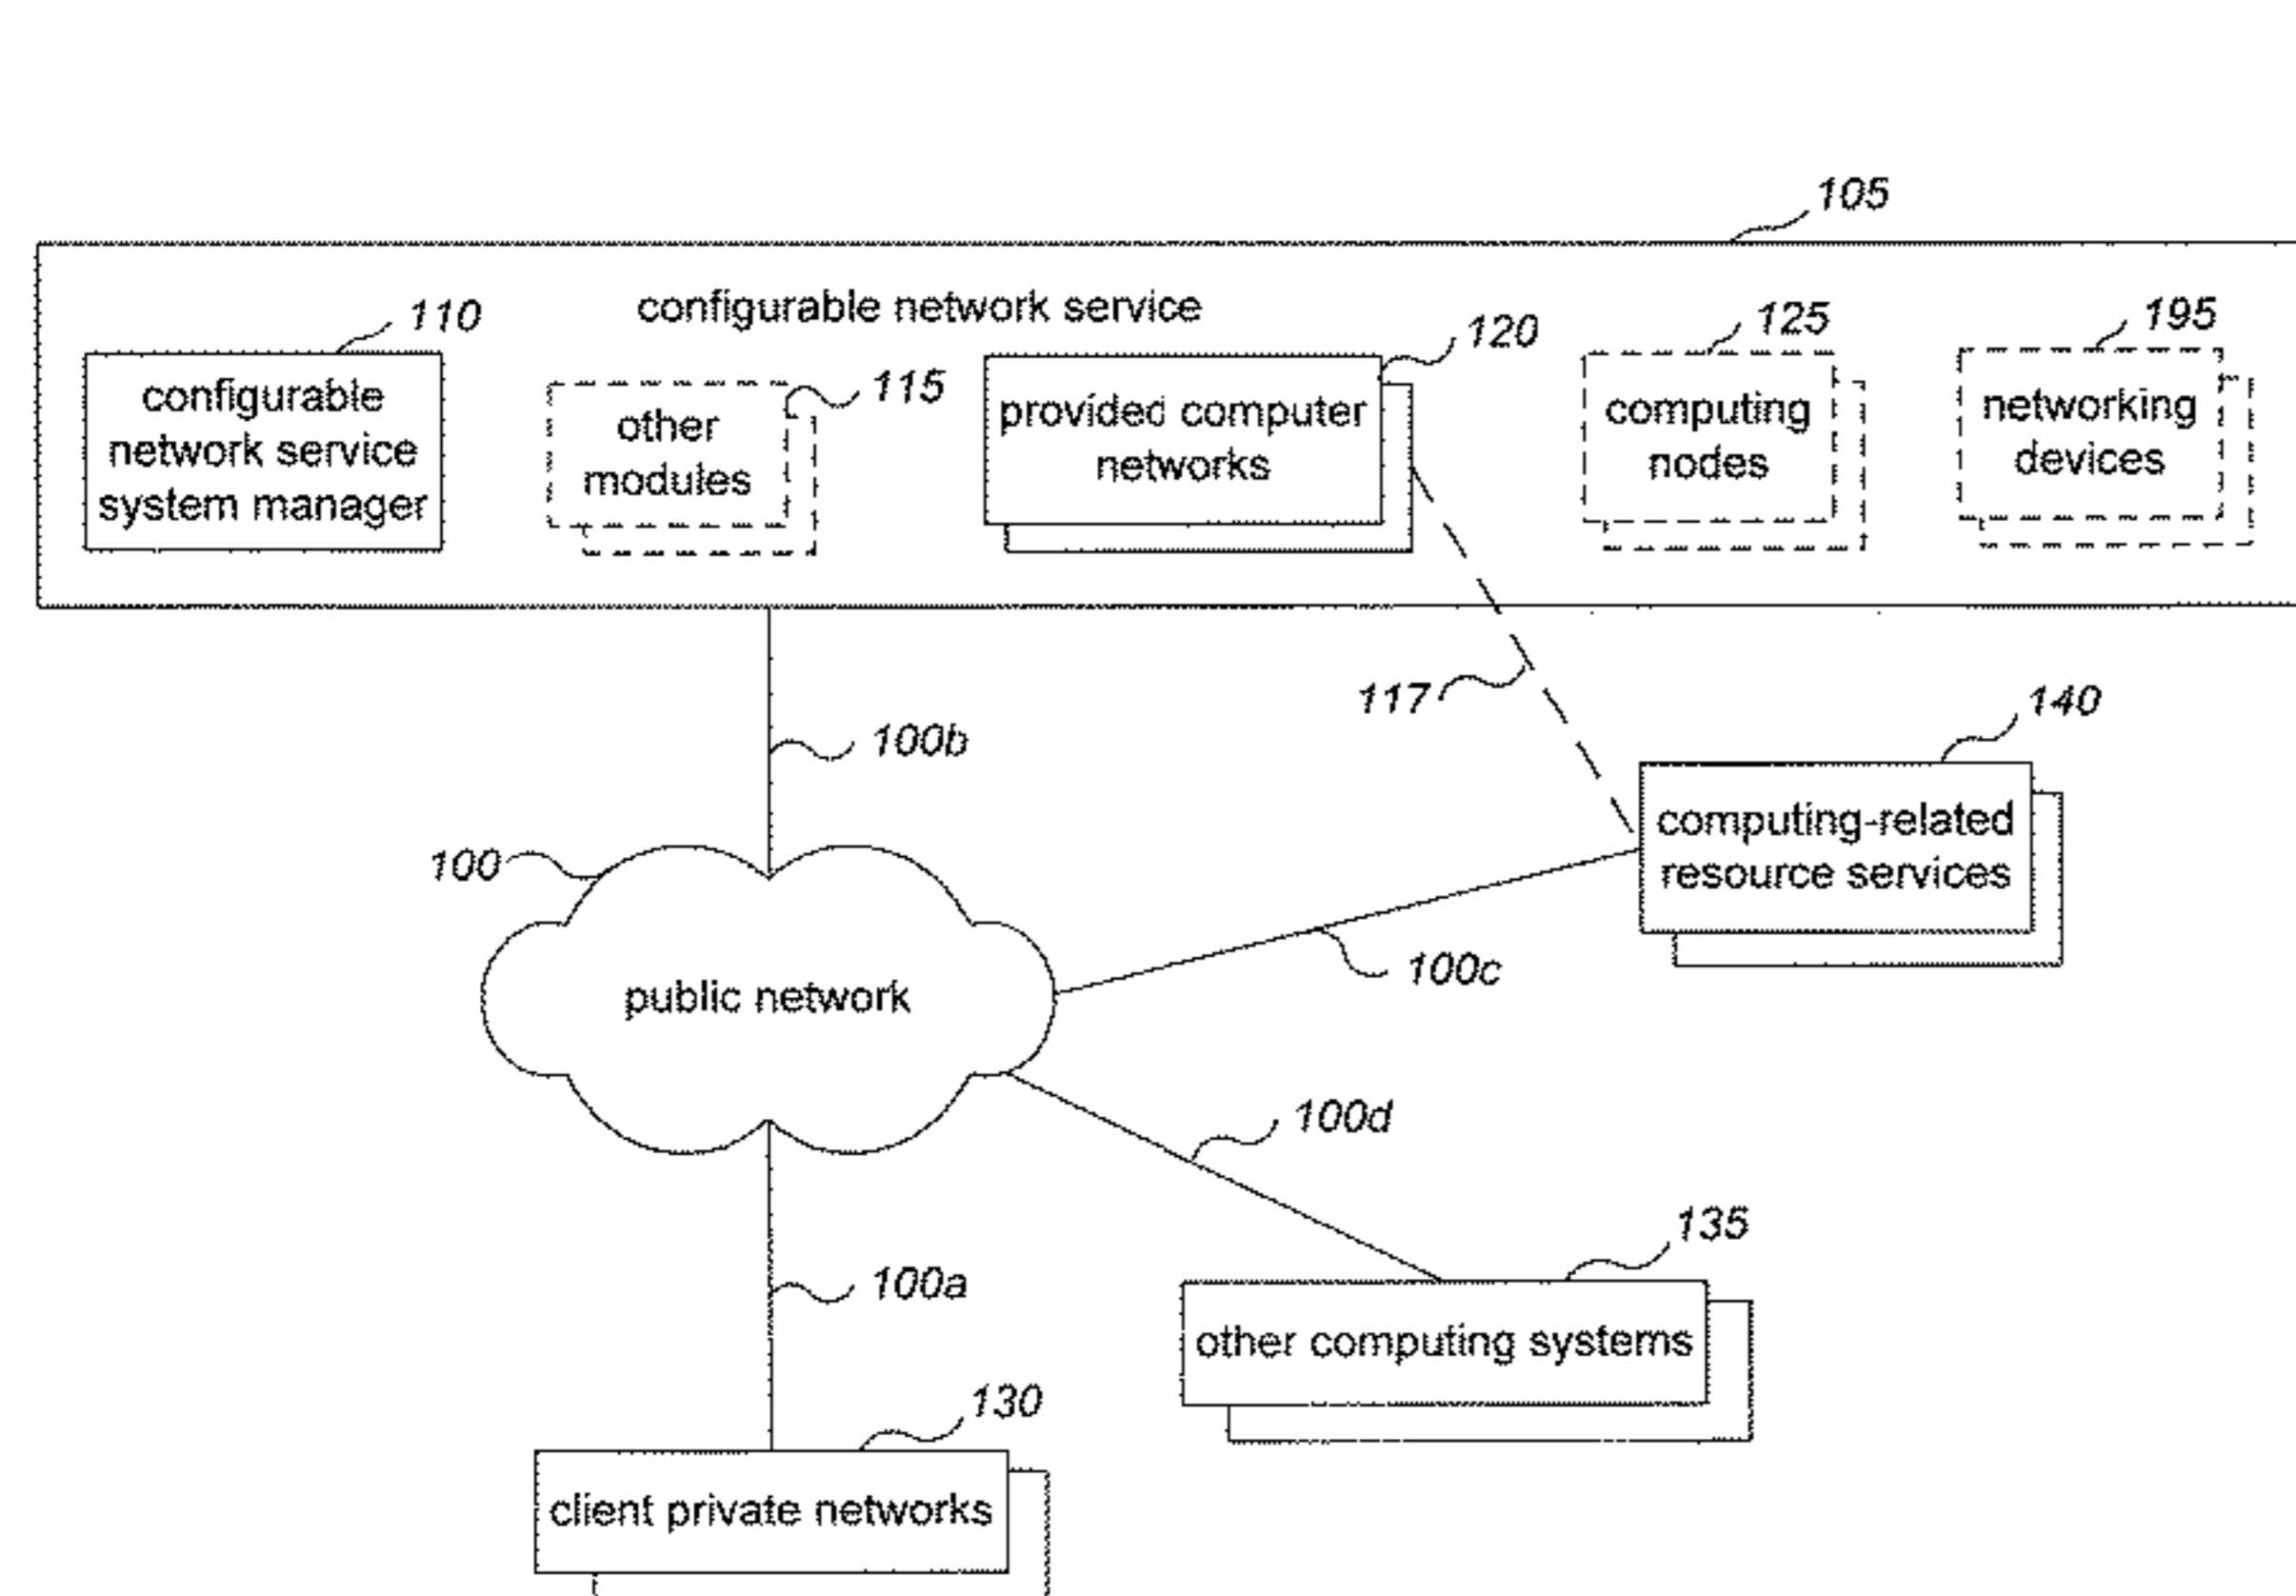 105
configurable network service
110
120
125
195
115
configurable
network service
system manager
other
modules
provided computer
networks
computing
nodes
networking
devices
117
140
100b
computing-related
resource services
100
public network
100c
100d
135
other computing systems
100a
130
client private networks